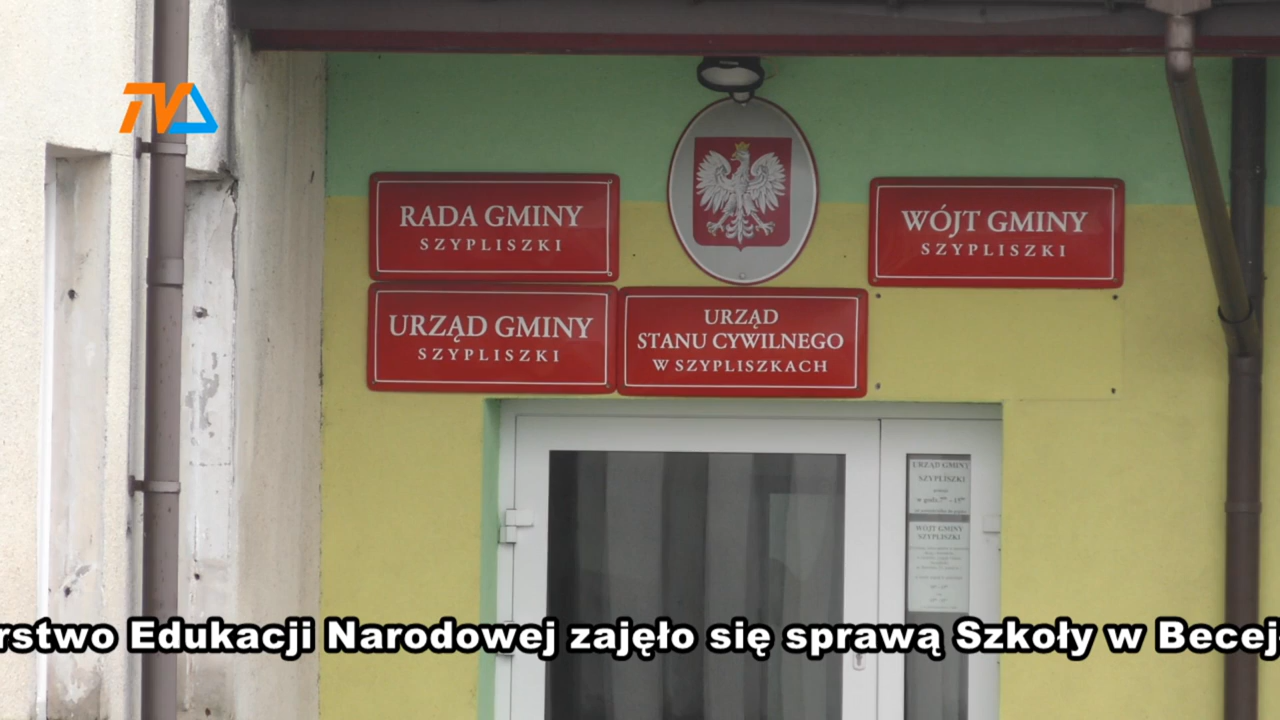 TVA
RADA GMINY
SZYPLISZKI
WÓJT GMINY
SZYPLISZKI
URZĄD GMINY
SZYPLISZKI
URZĄD
STANU CYWILNEGO
W SZYPLISZKACH
URZĄD GMINY
SZYPLISZKI
WÓJT GMINY
SZYPLISZKI
rstwo Edukacji Narodowej zajęło się sprawą Szkoły w Becej